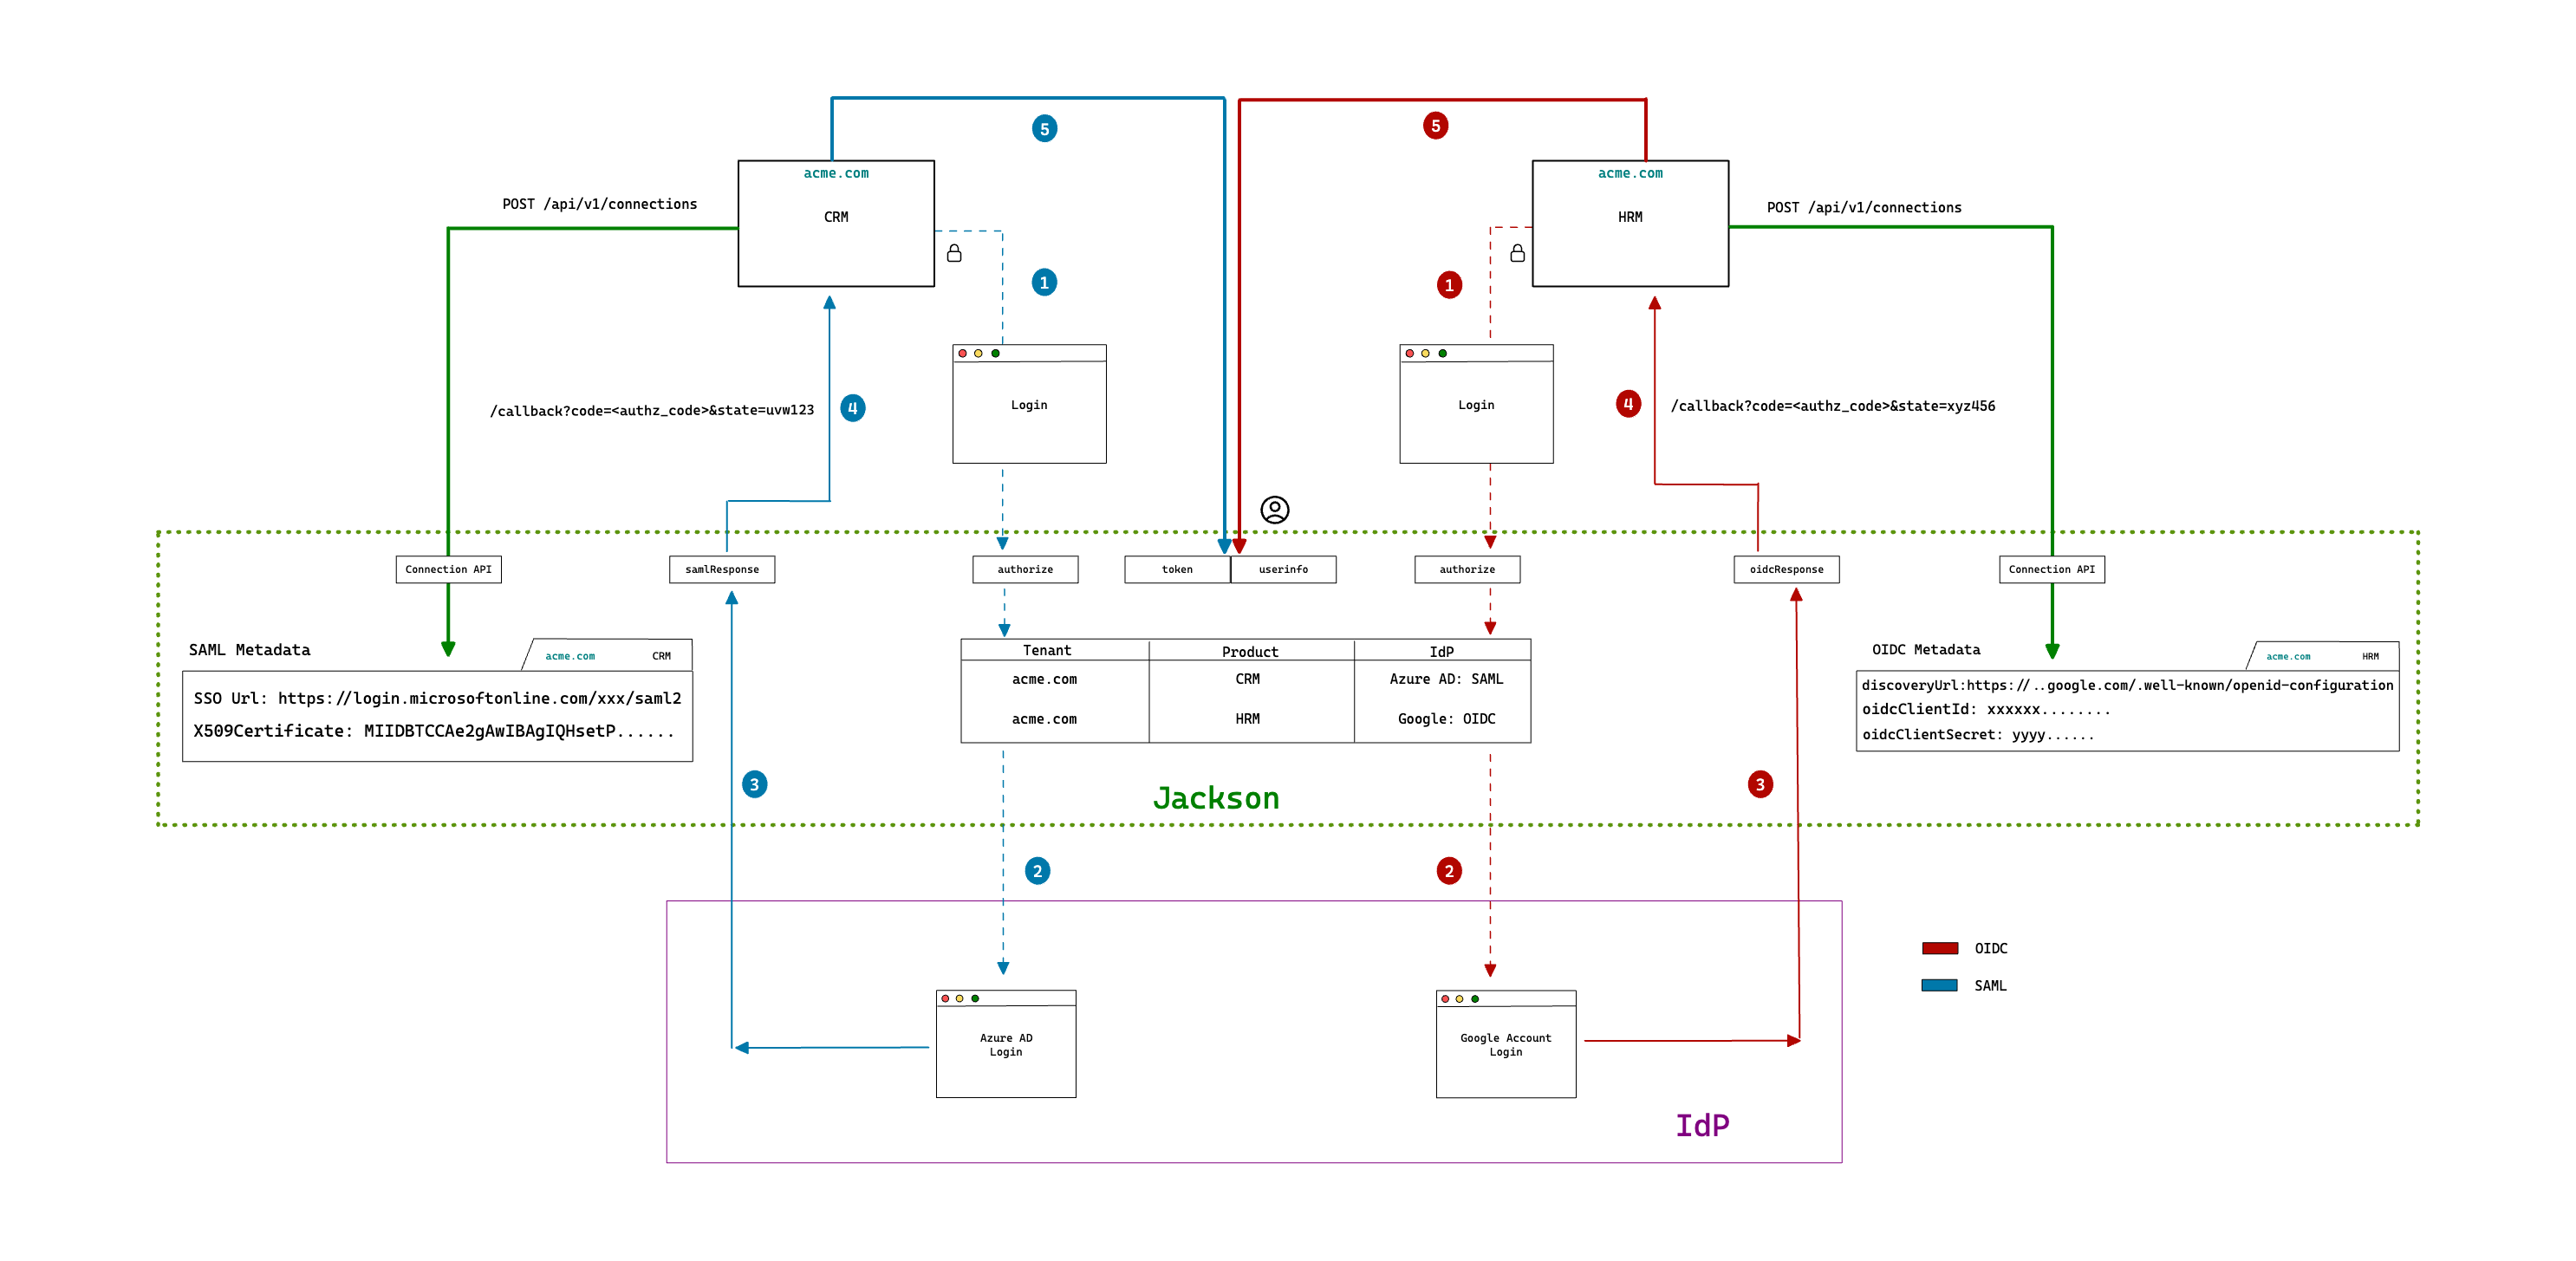 5
5
acme.com
CRM
acme.com
HRM
POST /api/v1/connections
POST /api/v1/connections
1
1
Login
Login
/callback?code=<authz_code>&state=uvw123
4
4
/callback?code=<authz_code>&state=xyz456
Connection API
samlResponse
authorize
token
userinfo
authorize
oidcResponse
Connection API
SAML Metadata
acme.com CRM
SSO Url: https://login.microsoftonline.com/xxx/saml2
X509Certificate: MIIDBTCCAe2gAwIBAgIQHsetP......
Tenant Product IdP
acme.com CRM Azure AD: SAML
acme.com HRM Google: OIDC
OIDC Metadata
acme.com HRM
discoveryUrl:https://..google.com/.well-known/openid-configuration
oidcClientId: xxxxxx........
oidcClientSecret: yyyy......
3
Jackson
3
2
2
OIDC
SAML
Azure AD
Login
Google Account
Login
IdP